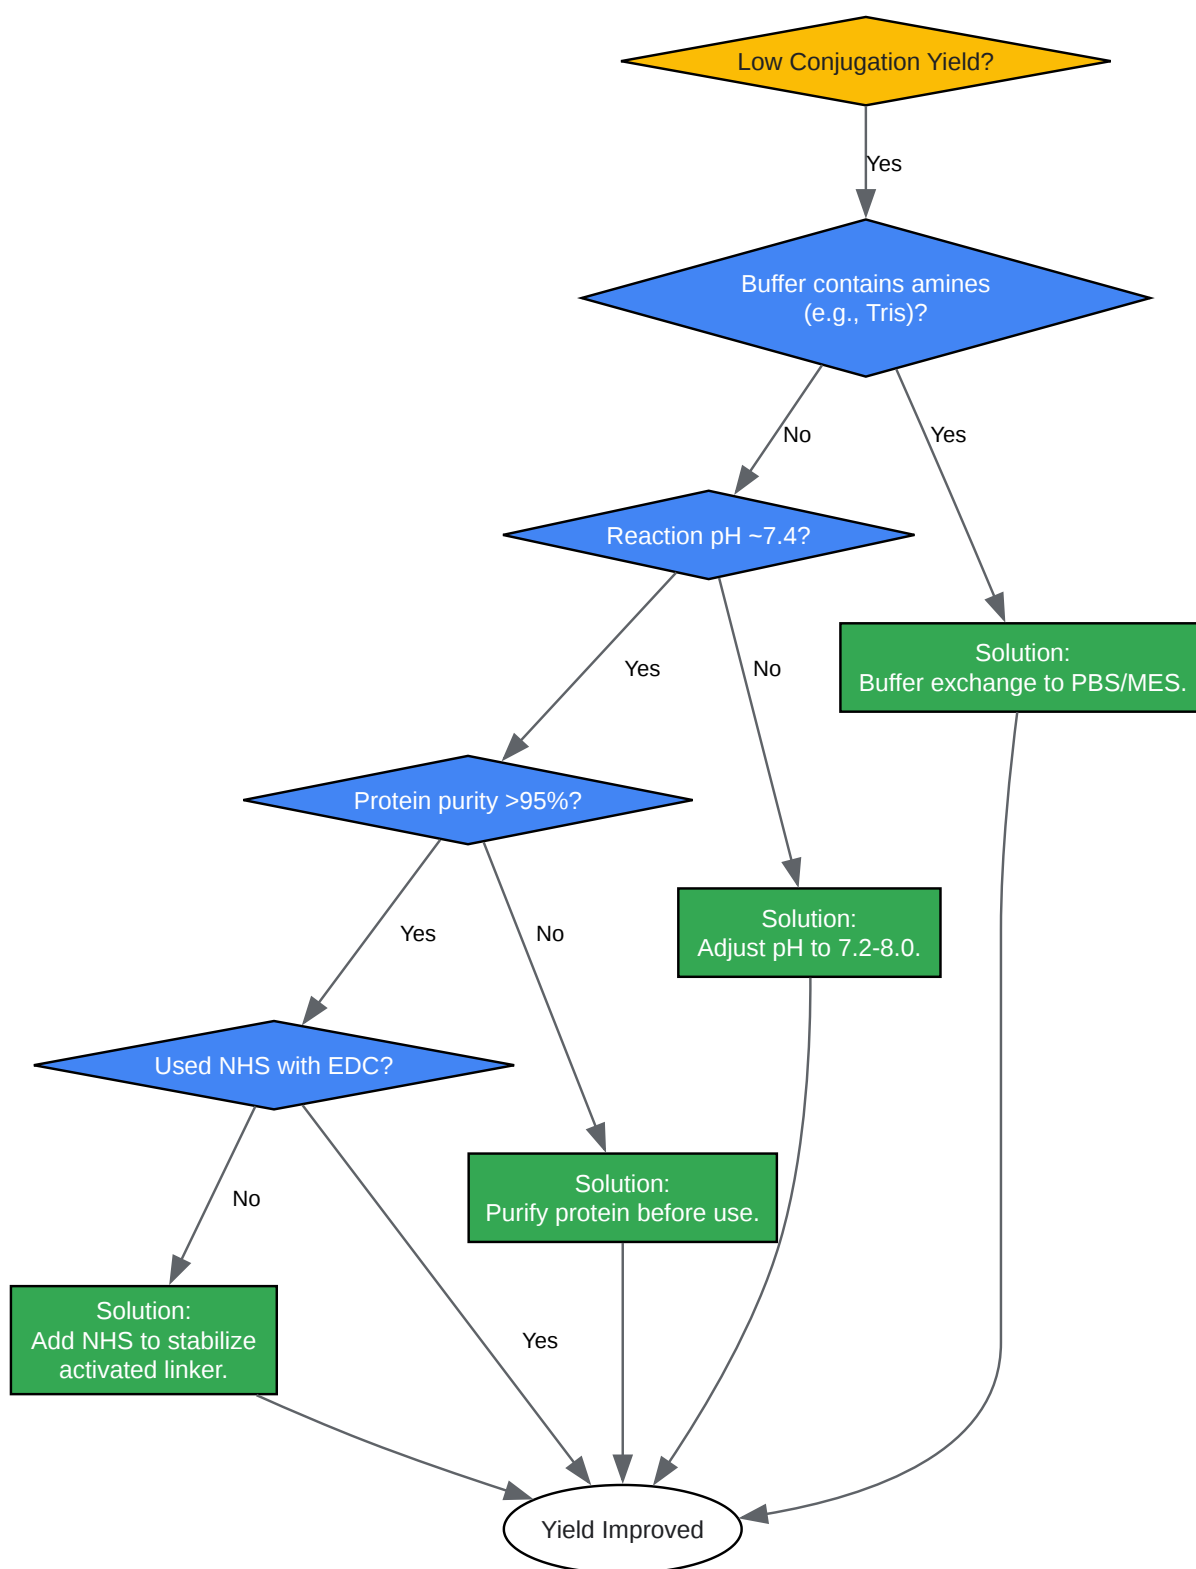 Low Conjugation Yield?
Yes
Buffer contains amines
(e.g., Tris)?
No
Yes
Reaction pH ~7.4?
Solution:
Buffer exchange to PBS/MES.
Yes
No
Protein purity >95%?
Solution:
Adjust pH to 7.2-8.0.
Yes
No
Used NHS with EDC?
Solution:
Purify protein before use.
No
Solution:
Add NHS to stabilize
activated linker.
Yes
Yield Improved